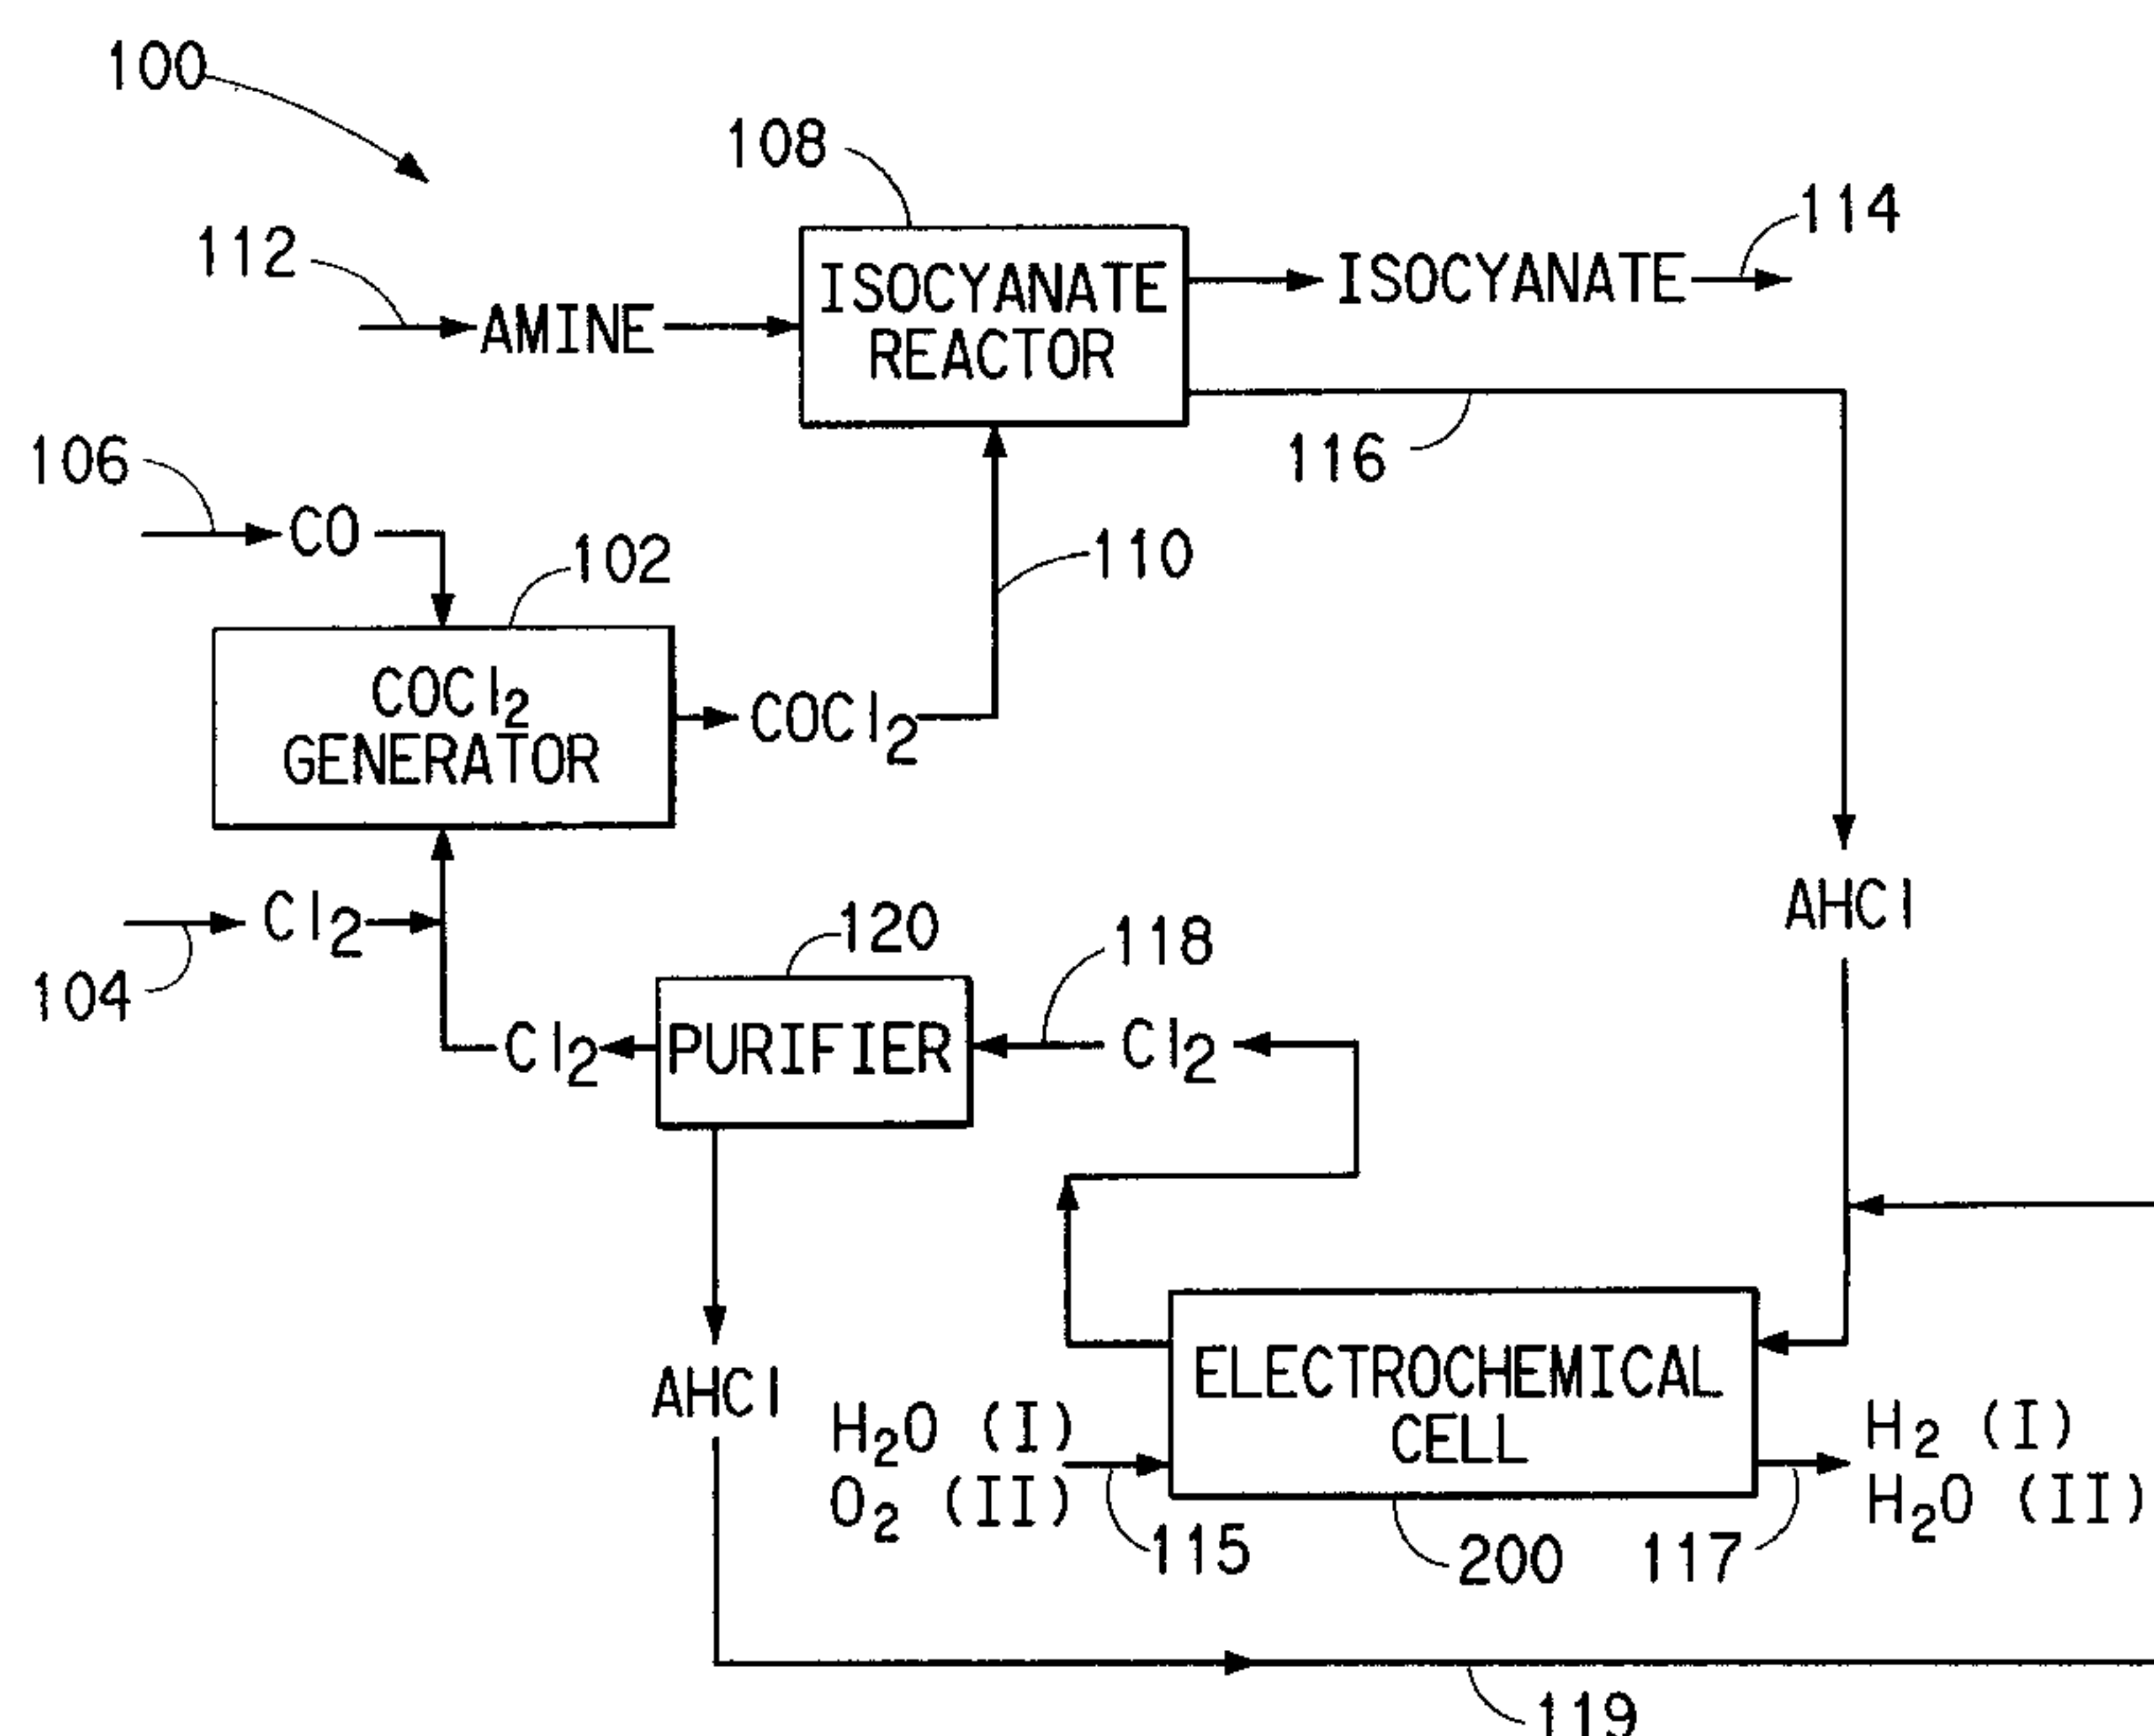 100
108
114
112
ISOCYANATE
REACTOR
ISOCYANATE
AMINE
106
116
CO
102
110
COCl₂
GENERATOR
COCl₂
AHCl
Cl₂
120
118
104
Cl₂
PURIFIER
Cl₂
AHCl
ELECTROCHEMICAL
CELL
H₂O (I)
O₂ (II)
H₂ (I)
H₂O (II)
115
200
117
119